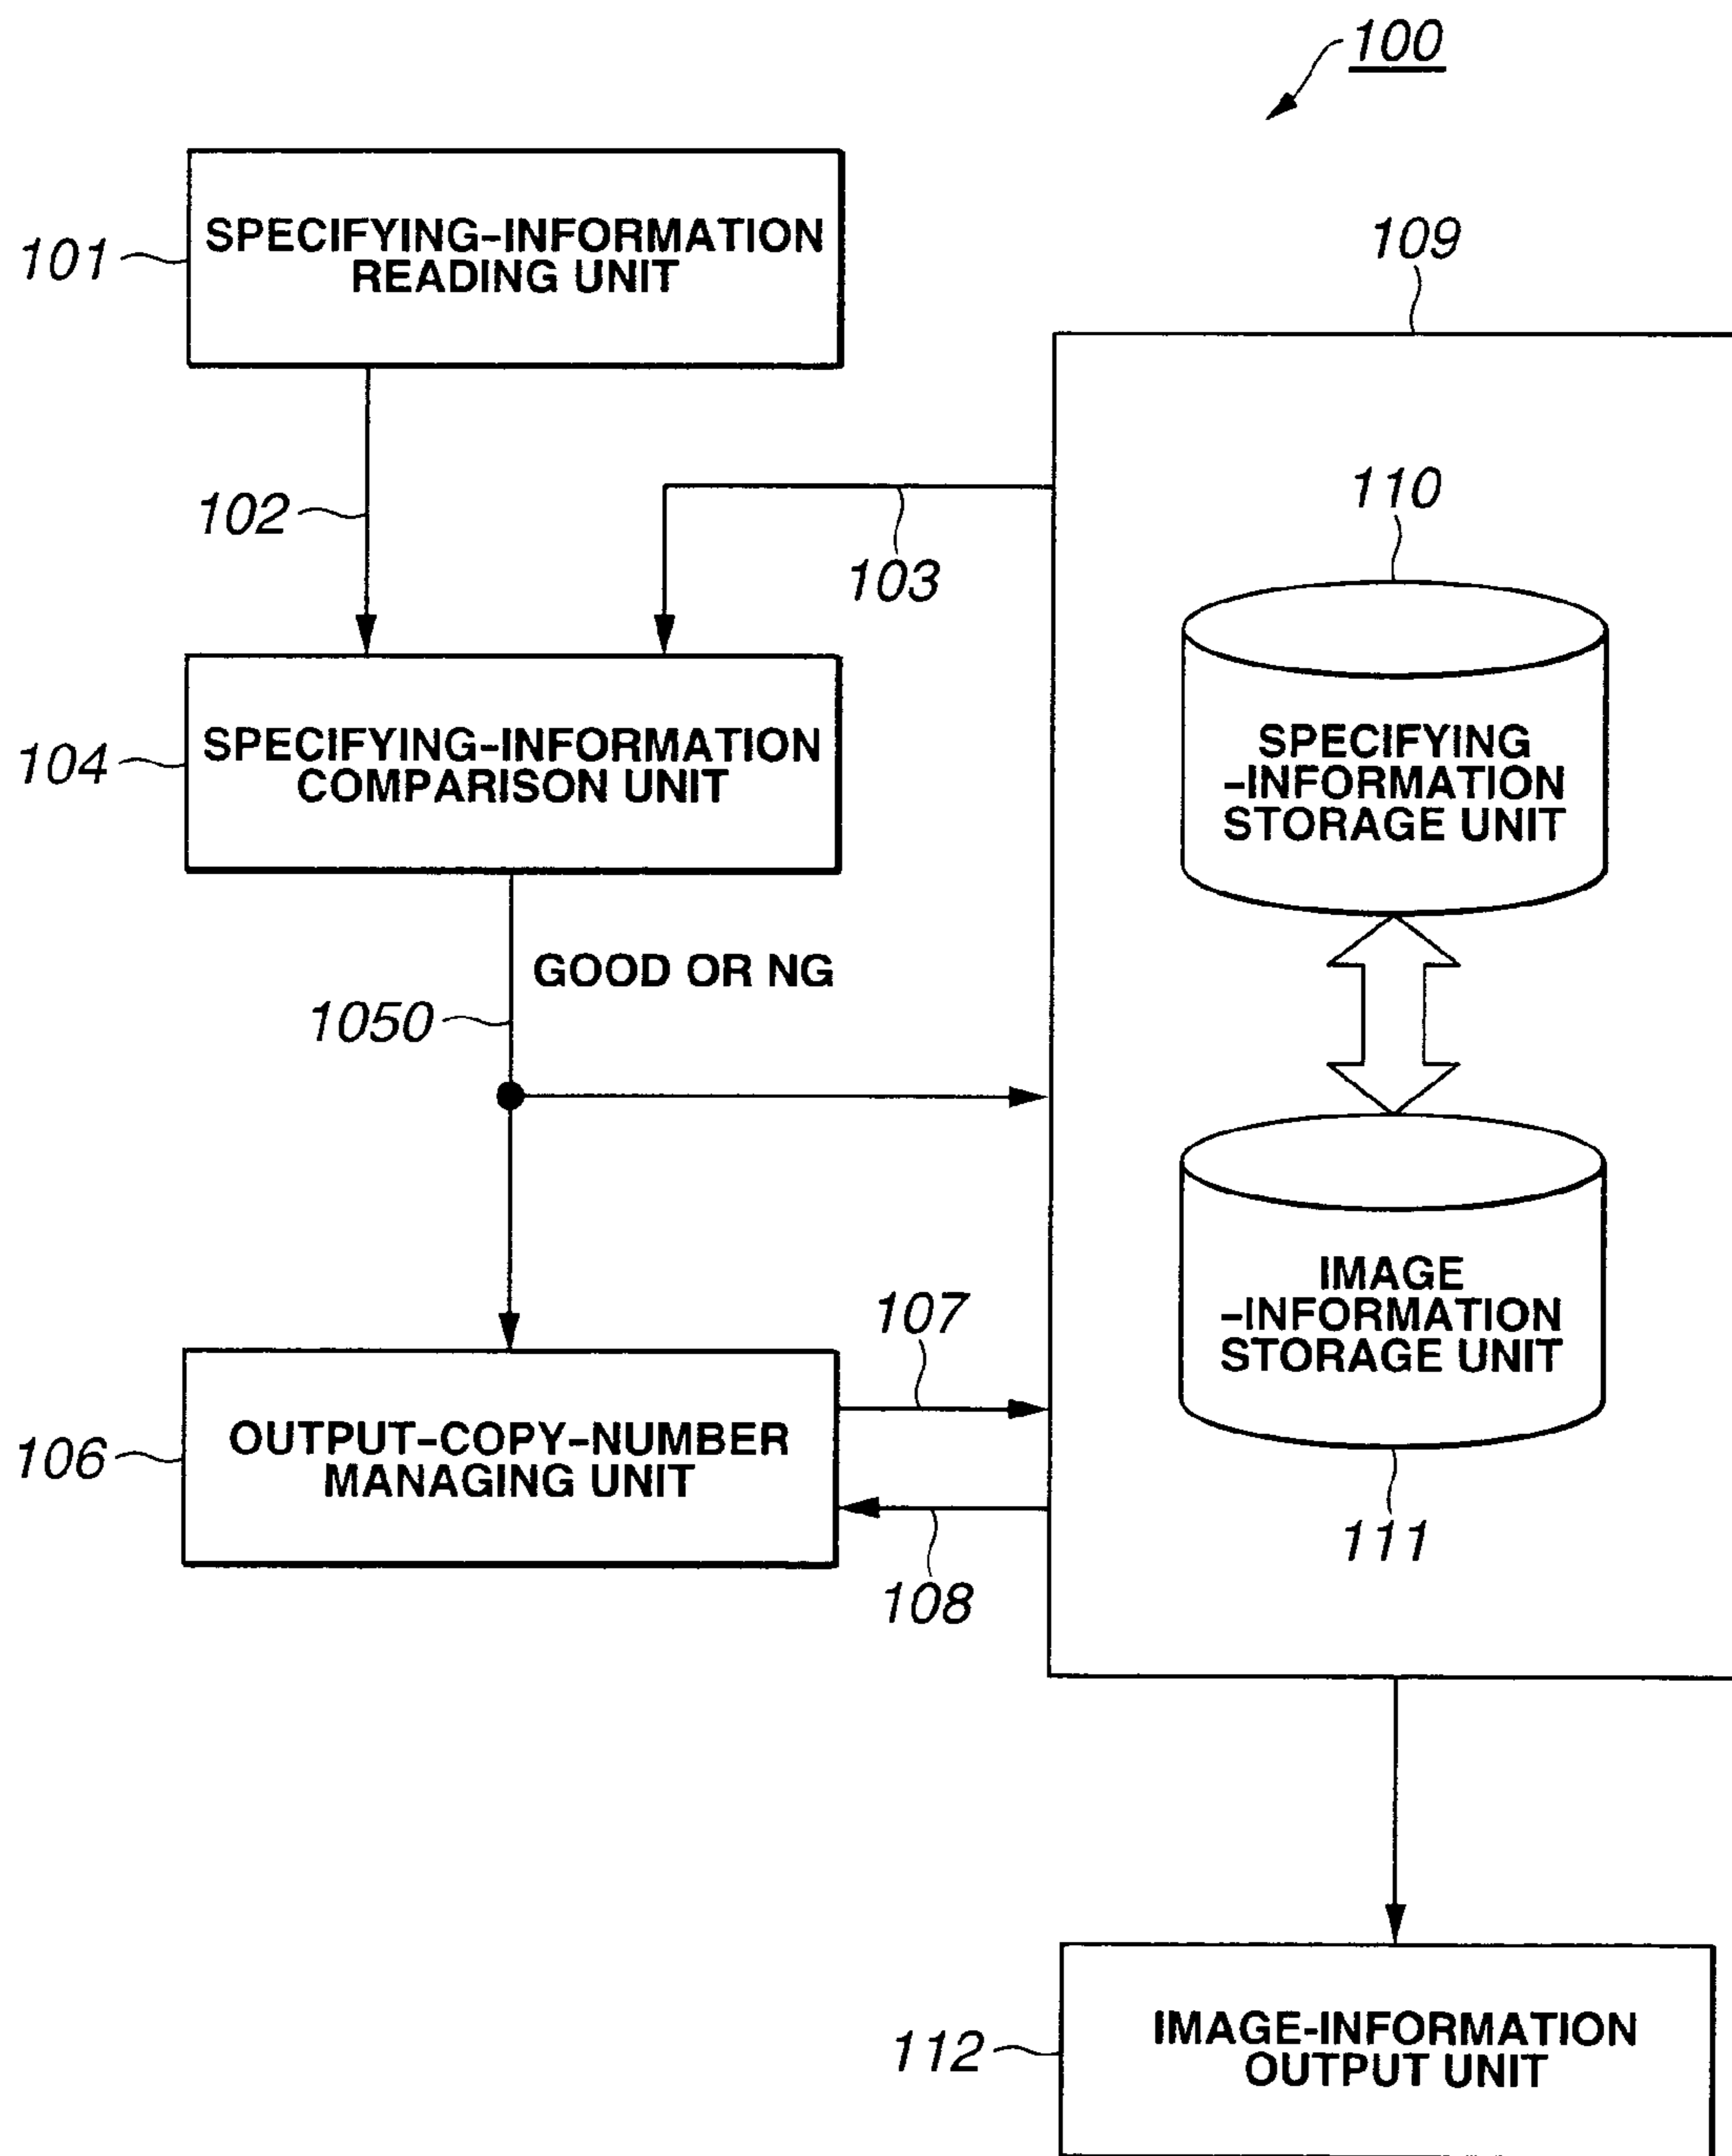 100
101
SPECIFYING-INFORMATION
READING UNIT
109
102
103
110
104
SPECIFYING-INFORMATION
COMPARISON UNIT
SPECIFYING
-INFORMATION
STORAGE UNIT
GOOD OR NG
1050
107
IMAGE
-INFORMATION
STORAGE UNIT
106
OUTPUT-COPY-NUMBER
MANAGING UNIT
108
111
112
IMAGE-INFORMATION
OUTPUT UNIT